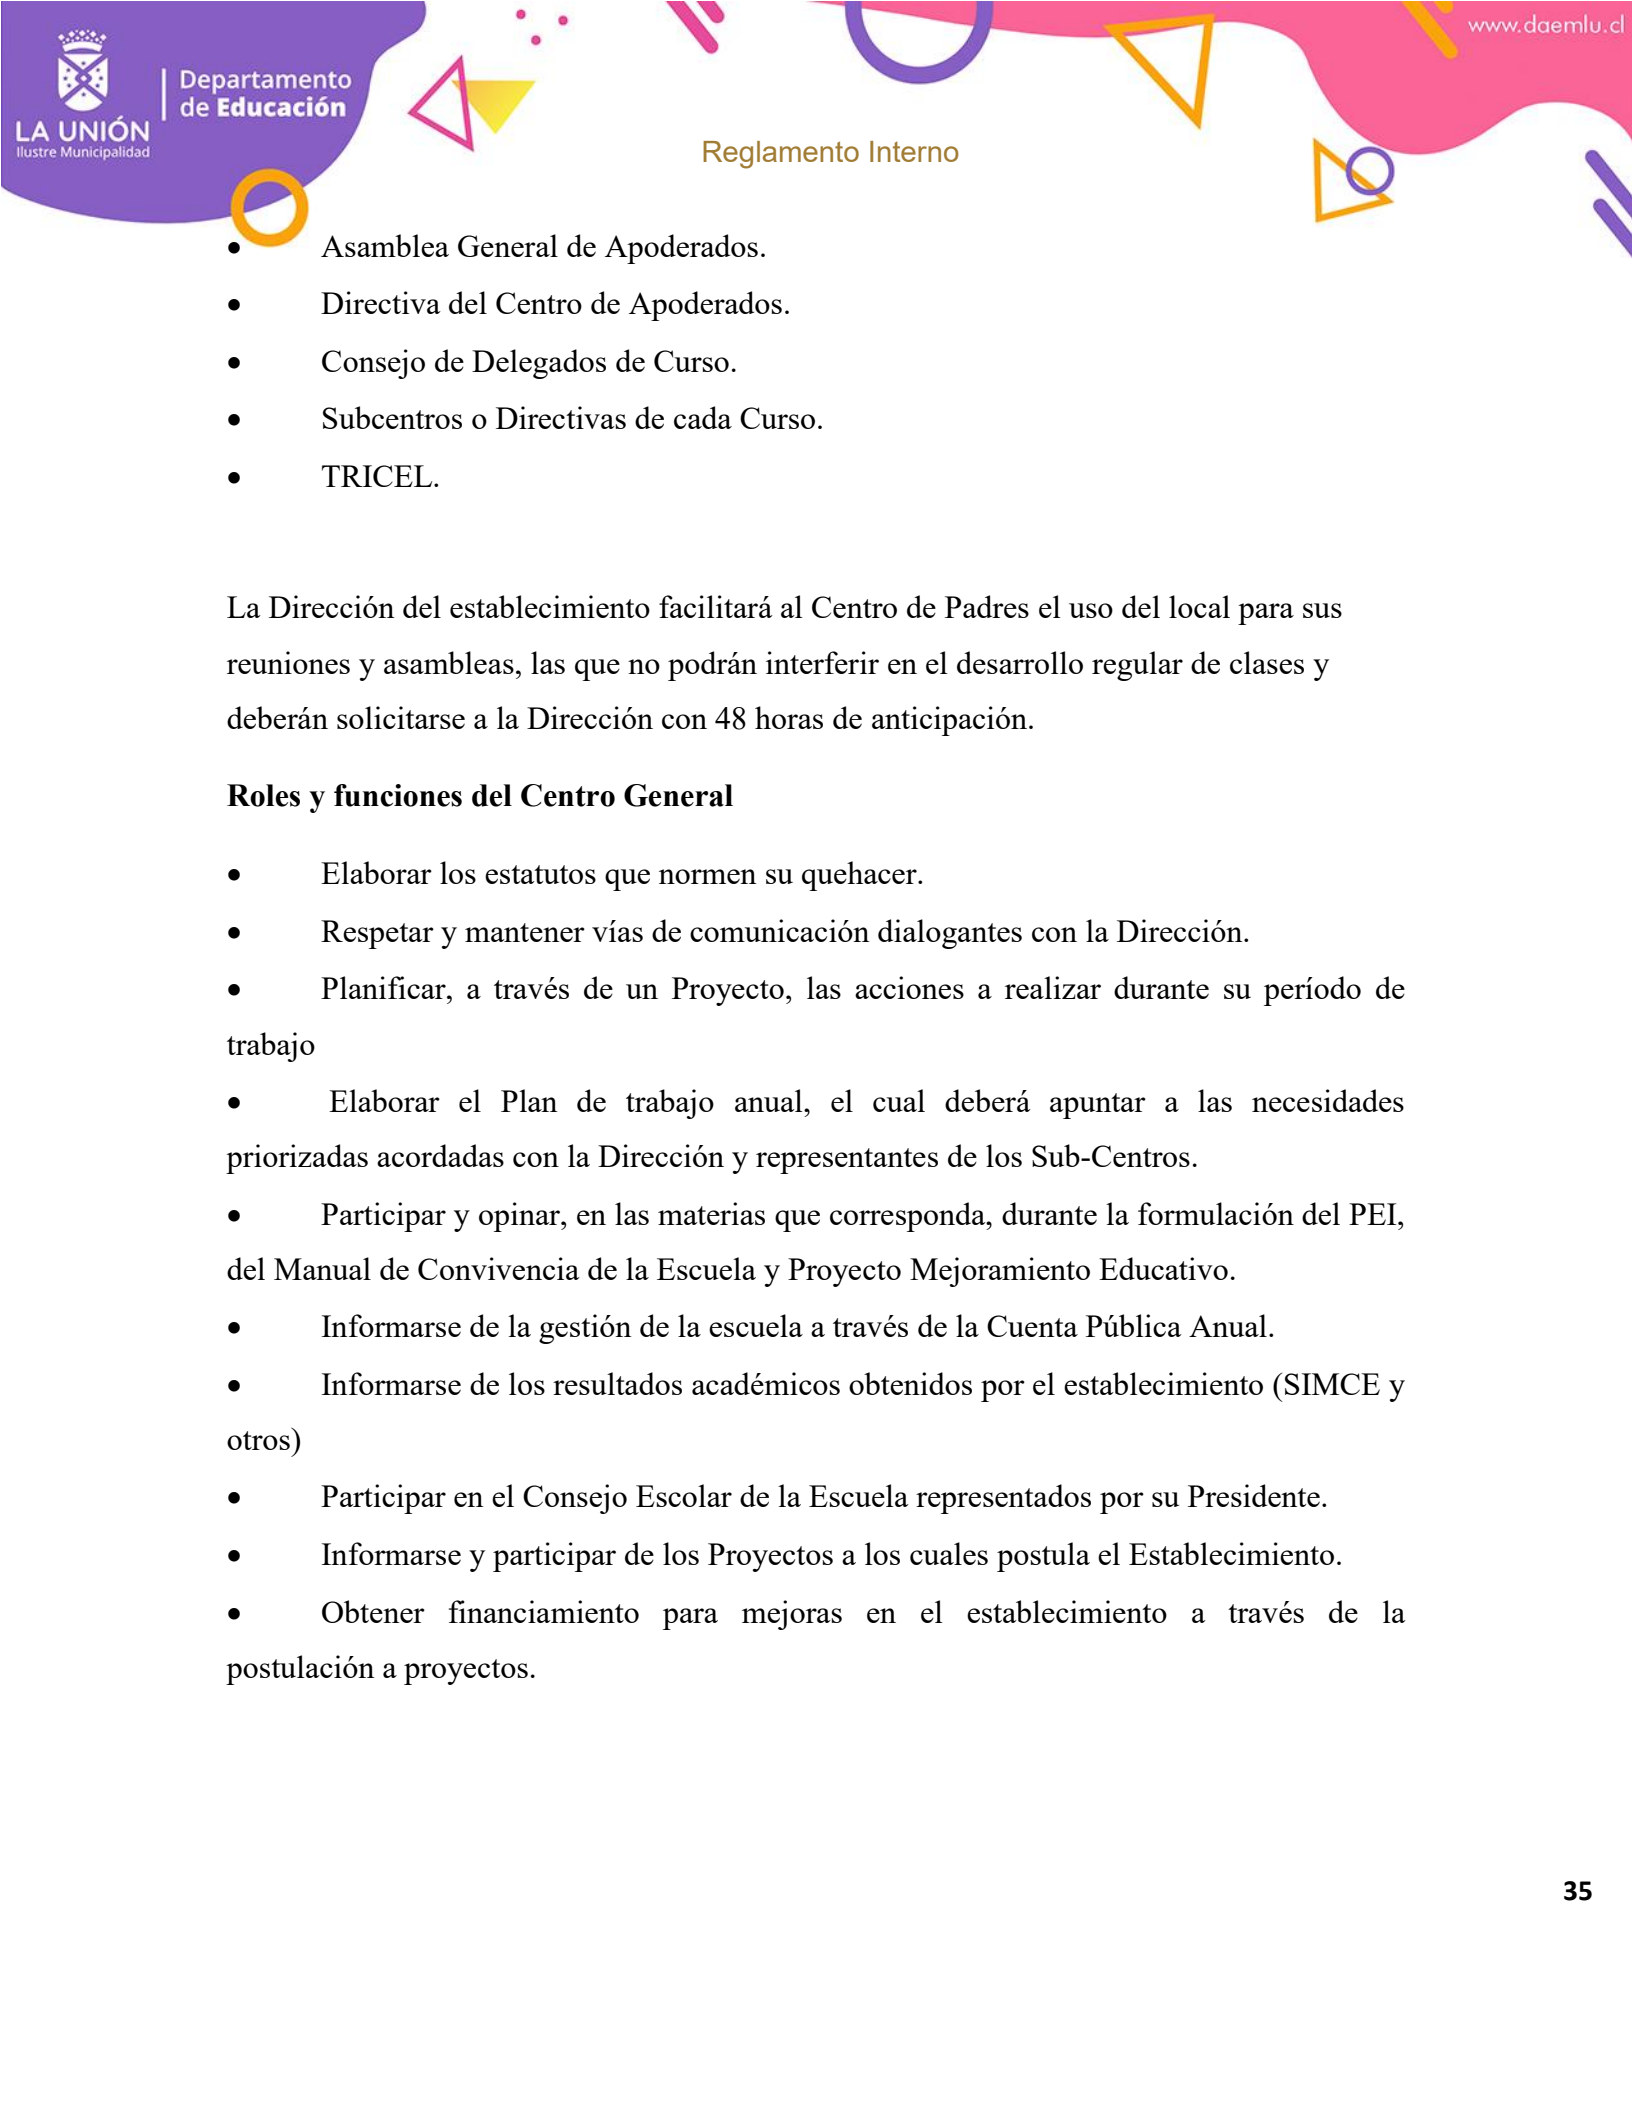 www.daemlu.cl
Departamento
de Educación
LA UNIÓN
Ilustre Municipalidad
Reglamento Interno
• Asamblea General de Apoderados.
• Directiva del Centro de Apoderados.
• Consejo de Delegados de Curso.
• Subcentros o Directivas de cada Curso.
• TRICEL.
La Dirección del establecimiento facilitará al Centro de Padres el uso del local para sus
reuniones y asambleas, las que no podrán interferir en el desarrollo regular de clases y
deberán solicitarse a la Dirección con 48 horas de anticipación.
Roles y funciones del Centro General
• Elaborar los estatutos que normen su quehacer.
• Respetar y mantener vías de comunicación dialogantes con la Dirección.
• Planificar, a través de un Proyecto, las acciones a realizar durante su período de
trabajo
• Elaborar el Plan de trabajo anual, el cual deberá apuntar a las necesidades
priorizadas acordadas con la Dirección y representantes de los Sub-Centros.
• Participar y opinar, en las materias que corresponda, durante la formulación del PEI,
del Manual de Convivencia de la Escuela y Proyecto Mejoramiento Educativo.
• Informarse de la gestión de la escuela a través de la Cuenta Pública Anual.
• Informarse de los resultados académicos obtenidos por el establecimiento (SIMCE y
otros)
• Participar en el Consejo Escolar de la Escuela representados por su Presidente.
• Informarse y participar de los Proyectos a los cuales postula el Establecimiento.
• Obtener financiamiento para mejoras en el establecimiento a través de la
postulación a proyectos.
35